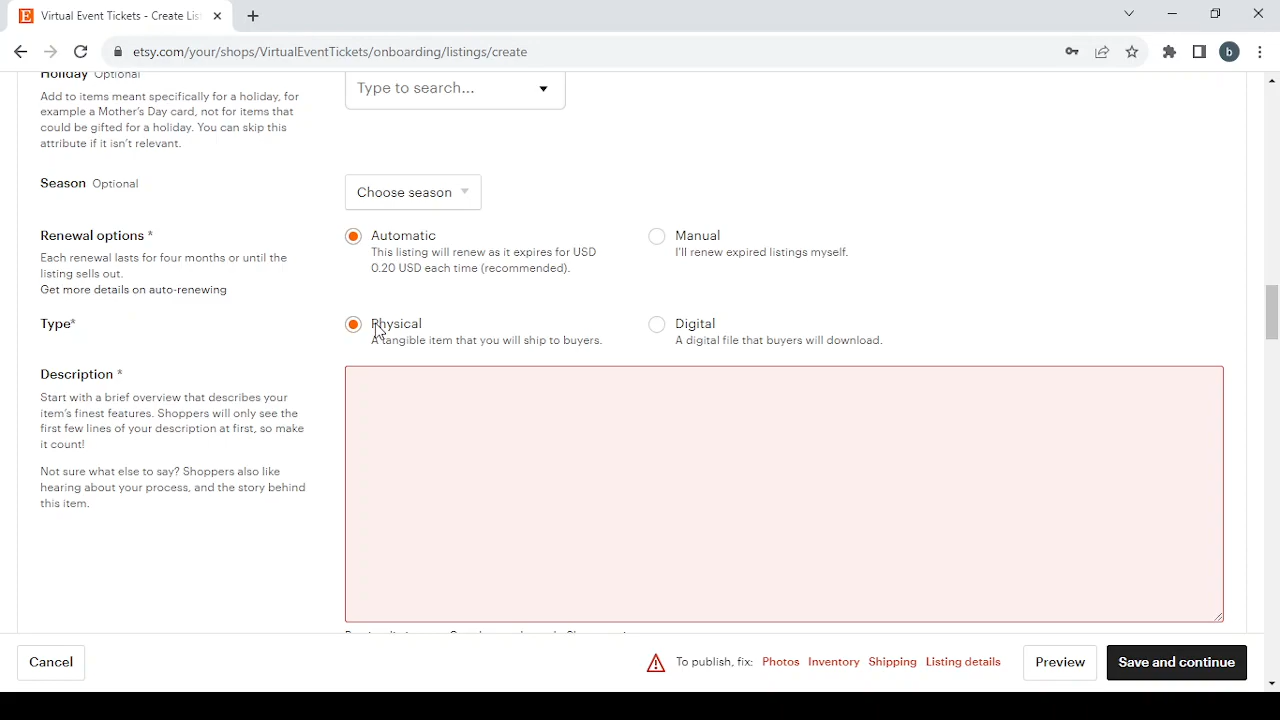 Virtual Event Tickets - Create Lis
etsy.com/your/shops/VirtualEventTickets/onboarding/listings/create
b
Holiday Optional
Add to items meant specifically for a holiday, for
example a Mother's Day card, not for items that
could be gifted for a holiday. You can skip this
attribute if it isn't relevant.
Type to search...
Season Optional
Choose season
Renewal options *
Each renewal lasts for four months or until the
listing sells out.
Get more details on auto-renewing
Automatic
This listing will renew as it expires for USD
0.20 USD each time (recommended).
Manual
I'll renew expired listings myself.
Type*
Physical
A tangible item that you will ship to buyers.
Digital
A digital file that buyers will download.
Description *
Start with a brief overview that describes your
item's finest features. Shoppers will only see the
first few lines of your description at first, so make
it count!
Not sure what else to say? Shoppers also like
hearing about your process, and the story behind
this item.
Cancel
To publish, fix: Photos Inventory Shipping Listing details
Preview
Save and continue